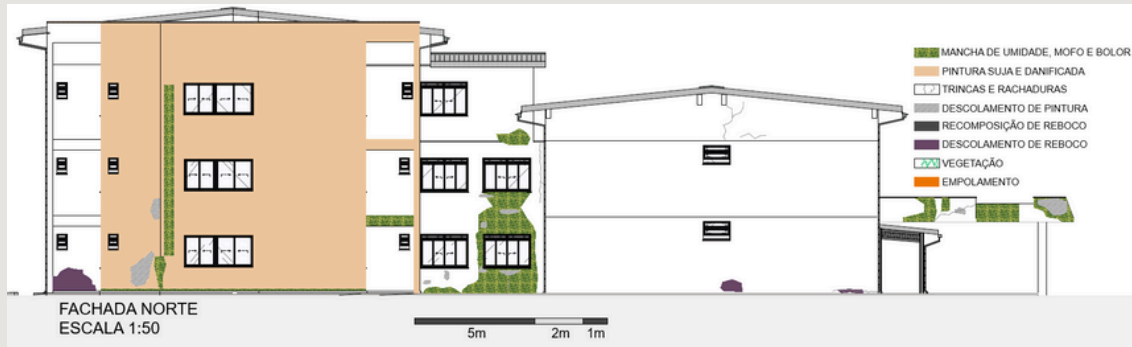 MANCHA DE UMIDADE, MOFO E BOLOR
PINTURA SUJA E DANIFICADA
TRINCAS E RACHADURAS
DESCOLAMENTO DE PINTURA
RECOMPOSIÇÃO DE REBOCO
DESCOLAMENTO DE REBOCO
VEGETAÇÃO
EMPOLAMENTO
FACHADA NORTE
ESCALA 1:50
5m 2m 1m